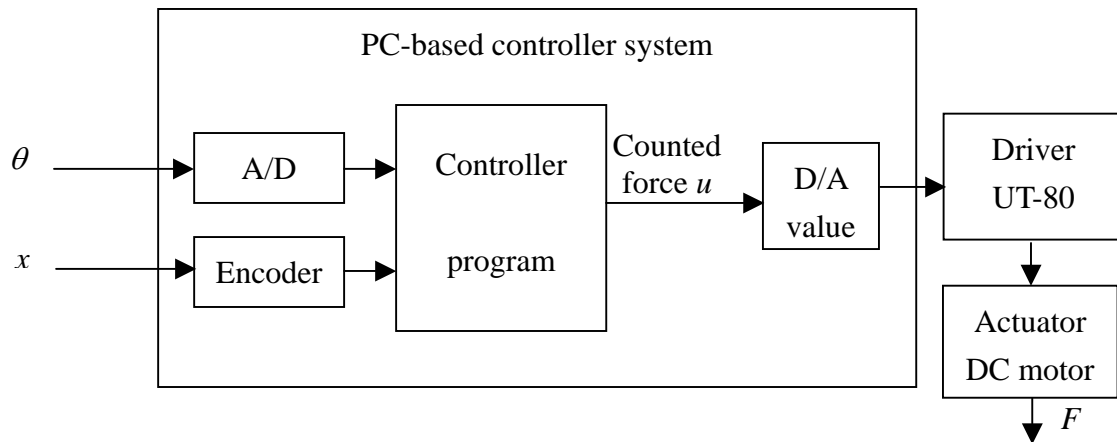 PC-based controller system
θ
A/D
x
Encoder
Controller
program
Counted
force u
D/A
value
Driver
UT-80
Actuator
DC motor
F